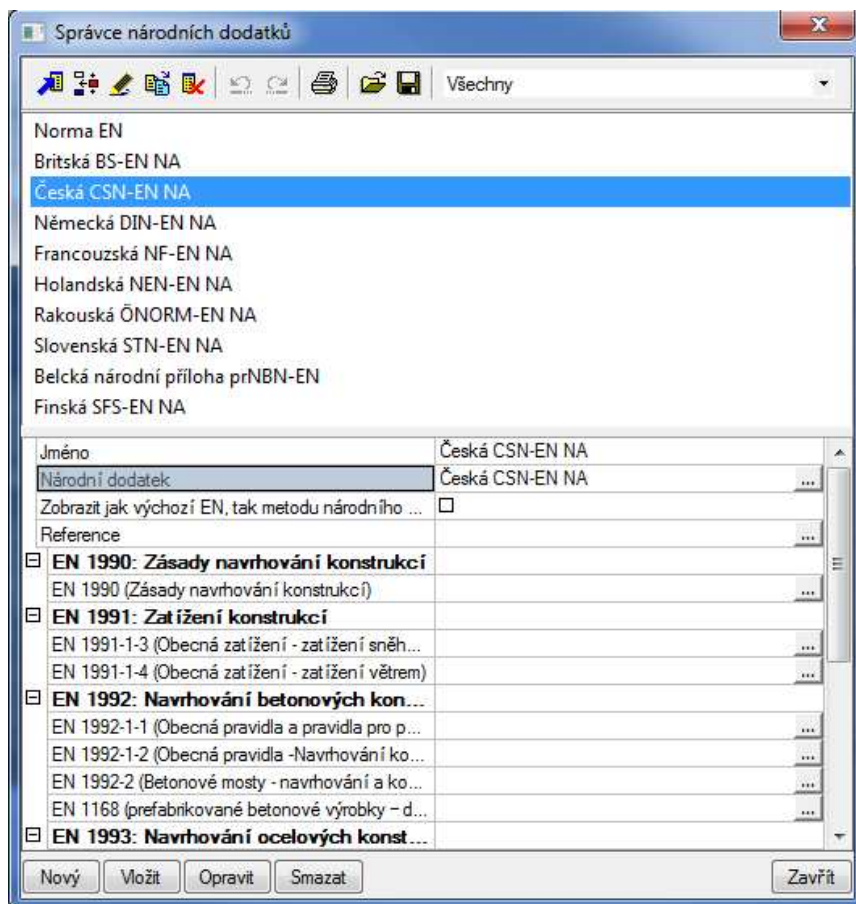 Správce národních dodatků
Všechny
Norma EN
Britská BS-EN NA
Česká CSN-EN NA
Německá DIN-EN NA
Francouzská NF-EN NA
Holandská NEN-EN NA
Rakouská ÖNORM-EN NA
Slovenská STN-EN NA
Belcká národní příloha prNBN-EN
Finská SFS-EN NA
Jméno Česká CSN-EN NA
Národní dodatek Česká CSN-EN NA ...
Zobrazit jak výchozí EN, tak metodu národního ...
Reference ...
EN 1990: Zásady navrhování konstrukcí
EN 1990 (Zásady navrhování konstrukcí) ...
EN 1991: Zatížení konstrukcí
EN 1991-1-3 (Obecná zatížení - zatížení sněh... ...
EN 1991-1-4 (Obecná zatížení - zatížení větrem) ...
EN 1992: Navrhování betonových kon...
EN 1992-1-1 (Obecná pravidla a pravidla pro p... ...
EN 1992-1-2 (Obecná pravidla -Navrhování ko... ...
EN 1992-2 (Betonové mosty - navrhování a ko... ...
EN 1168 (prefabrikované betonové výrobky – d... ...
EN 1993: Navrhování ocelových konst...
Nový Vložit Opravit Smazat Zavřít